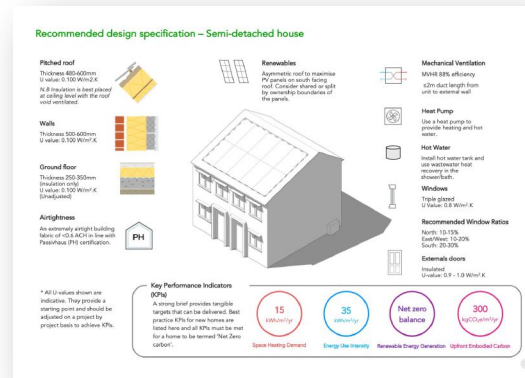 Recommended design specification – Semi-detached house
Pitched roof
Thickness 480-600mm
U value: 0.100 W/m2.K
N.B Insulation is best placed
at ceiling level with the roof
void ventilated.
Walls
Thickness 500-600mm
U value: 0.100 W/m².K
Ground floor
Thickness 250-350mm
(insulation only)
U value: 0.100 W/m².K
(Unadjusted)
Airtightness
An extremely airtight building
fabric of <0.6 ACH in line with
Passivhaus (PH) certification.
PH
* All U-values shown are
indicative. They provide a
starting point and should be
adjusted on a project by
project basis to achieve KPIs.
Renewables
Asymmetric roof to maximise
PV panels on south facing
roof. Consider shared or split
by ownership boundaries of
the panels.
Mechanical Ventilation
MVHR 88% efficiency
≤2m duct length from
unit to external wall
Heat Pump
Use a heat pump to
provide heating and hot
water.
Hot Water
Install hot water tank and
use wastewater heat
recovery in the
shower/bath.
Windows
Triple glazed
U Value: 0.8 W/m².K
Recommended Window Ratios
North: 10-15%
East/West: 10-20%
South: 20-30%
Externals doors
Insulated
U-value: 0.9 - 1.0 W/m².K
Key Performance Indicators
(KPIs)
A strong brief provides tangible
targets that can be delivered. Best
practice KPIs for new homes are
listed here and all KPIs must be met
for a home to be termed 'Net Zero
carbon'.
15
kWh/m²/yr
Space Heating Demand
35
kWh/m²/yr
Energy Use Intensity
Net zero
balance
Renewable Energy Generation
300
kgCO₂e/m²/yr
Upfront Embodied Carbon